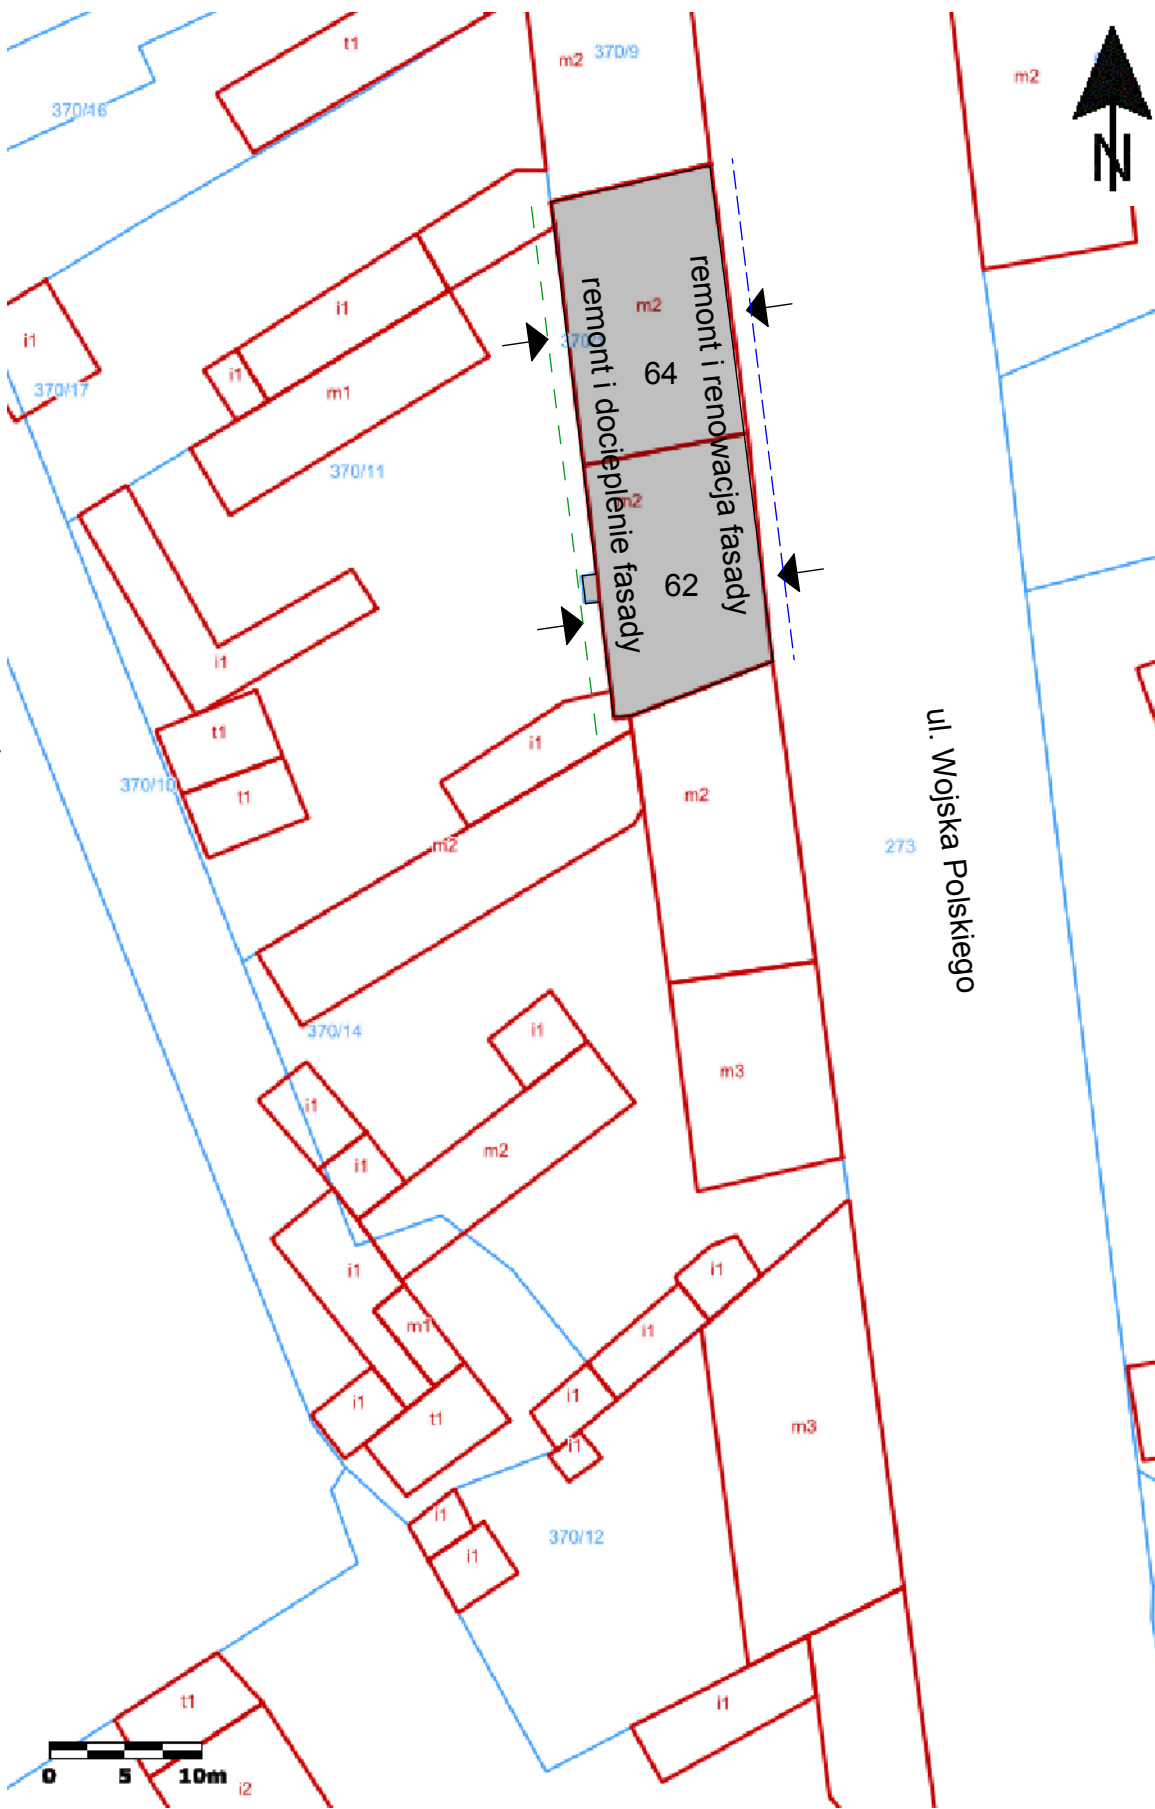 t1
m2
370/9
m2
N
370/16
i1
m2
i1
370/
370/17
i1
64
m1
370/11
m2
remont i docieplenie fasady
remont i renowacja fasady
62
i1
t1
i1
370/10
t1
m2
m2
273
ul. Wojska Polskiego
370/14
i1
m3
i1
i1
m2
i1
i1
m1
i1
i1
i1
t1
m3
i1
i1
370/12
i1
t1
i1
i2
0 5 10m